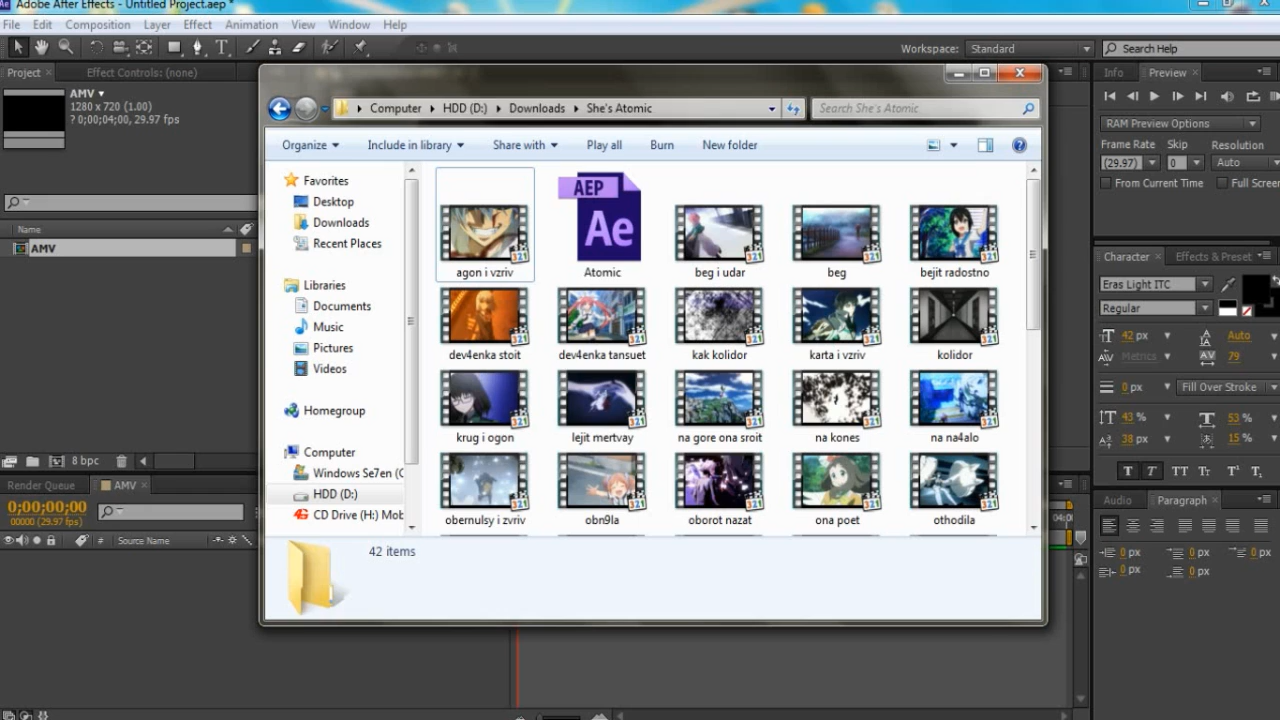 Adobe After Effects - Untitled Project.aep *
File Edit Composition Layer Effect Animation View Window Help
Workspace: Standard Search Help
Project Effect Controls: (none)
AMV
1280 x 720 (1.00)
? 0;00;04;00, 29.97 fps
Name
AMV
8 bpc
Computer HDD (D:) Downloads She's Atomic Search She's Atomic
Organize Include in library Share with Play all Burn New folder
Favorites
Desktop
Downloads
Recent Places
Libraries
Documents
Music
Pictures
Videos
Homegroup
Computer
Windows Se7en (C
HDD (D:)
CD Drive (H:) Mob
AEP
Ae
agon i vzriv Atomic beg i udar beg bejit radostno
dev4enka stoit dev4enka tansuet kak kolidor karta i vzriv kolidor
krug i ogon lejit mertvay na gore ona sroit na kones na na4alo
obernulsy i zvriv obn9la oborot nazat ona poet othodila
42 items
Info Preview
RAM Preview Options
Frame Rate Skip Resolution
(29.97) 0 Auto
From Current Time Full Screen
Character Effects & Preset
Eras Light ITC
Regular
42 px Auto
Metrics 79
0 px Fill Over Stroke
43 % 53 %
38 px 15 %
Audio Paragraph
0 px 0 px 0 px
0 px 0 px
Render Queue AMV
0;00;00;00
00000 (29.97 fps)
# Source Name
04:0